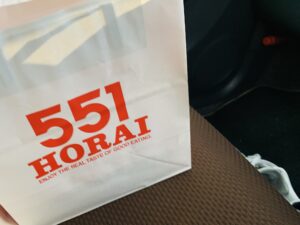 551
HORAI
ENJOY THE REAL TASTE OF GOOD EATING.